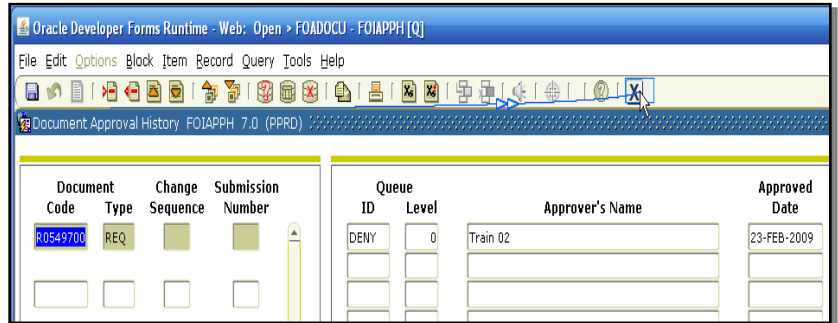 Oracle Developer Forms Runtime - Web: Open > FOADOCU - FOIAPPH [Q]
File Edit Options Block Item Record Query Tools Help
X
Document Approval History FOIAPPH 7.0 (PPRD)
Document Change Submission Queue Approved
Code Type Sequence Number ID Level Approver's Name Date
R0549700 REQ DENY 0 Train 02 23-FEB-2009